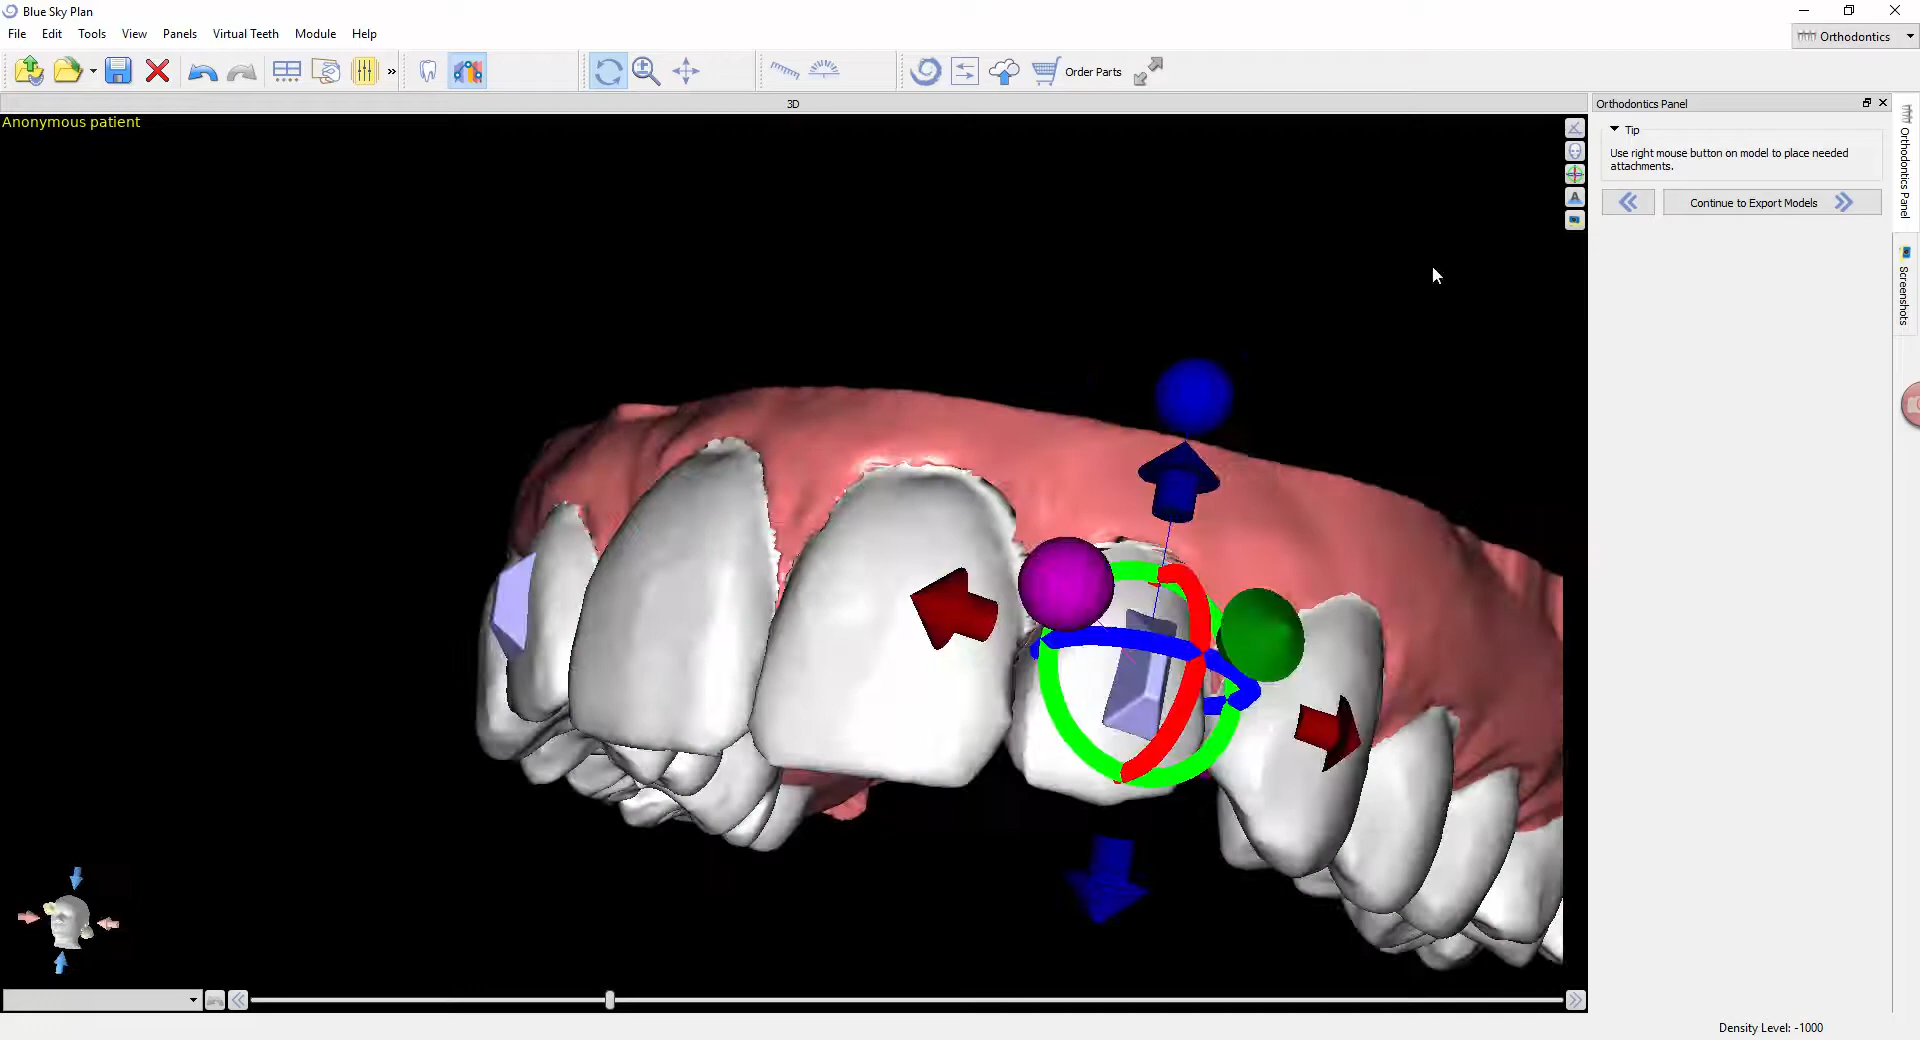 Blue Sky Plan
File Edit Tools View Panels Virtual Teeth Module Help
Orthodontics
»
Order Parts
3D
Anonymous patient
Orthodontics Panel
Tip
Use right mouse button on model to place needed
attachments.
Continue to Export Models
Orthodontics Panel
Screenshots
Density Level: -1000